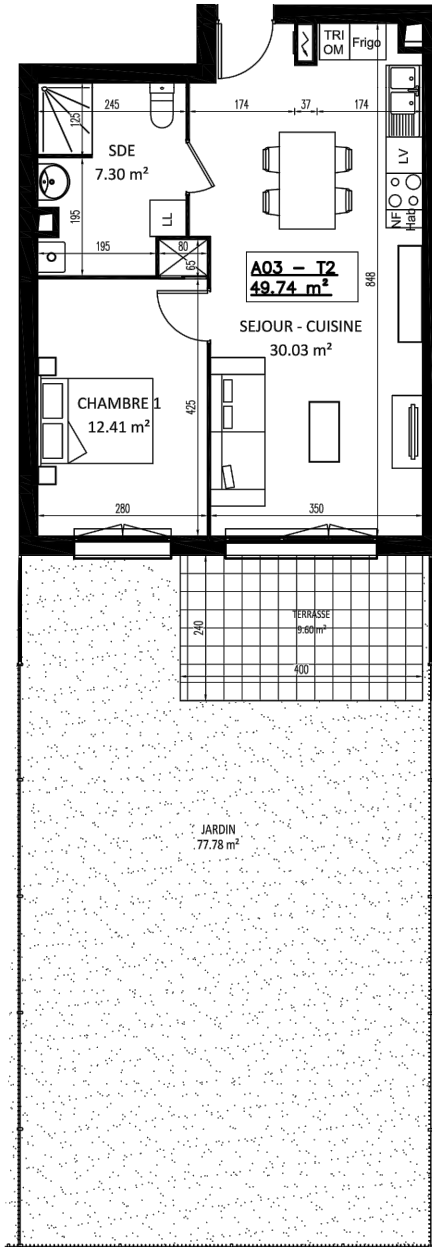 TRI
OM
Frigo
245
174
37
174
125
SDE
7.30 m²
LV
195
LL
NF
Hab
195
80
65
A03 - T2
49.74 m²
848
SEJOUR - CUISINE
30.03 m²
CHAMBRE 1
12.41 m²
425
280
350
TERRASSE
9.60 m²
240
400
JARDIN
77.78 m²